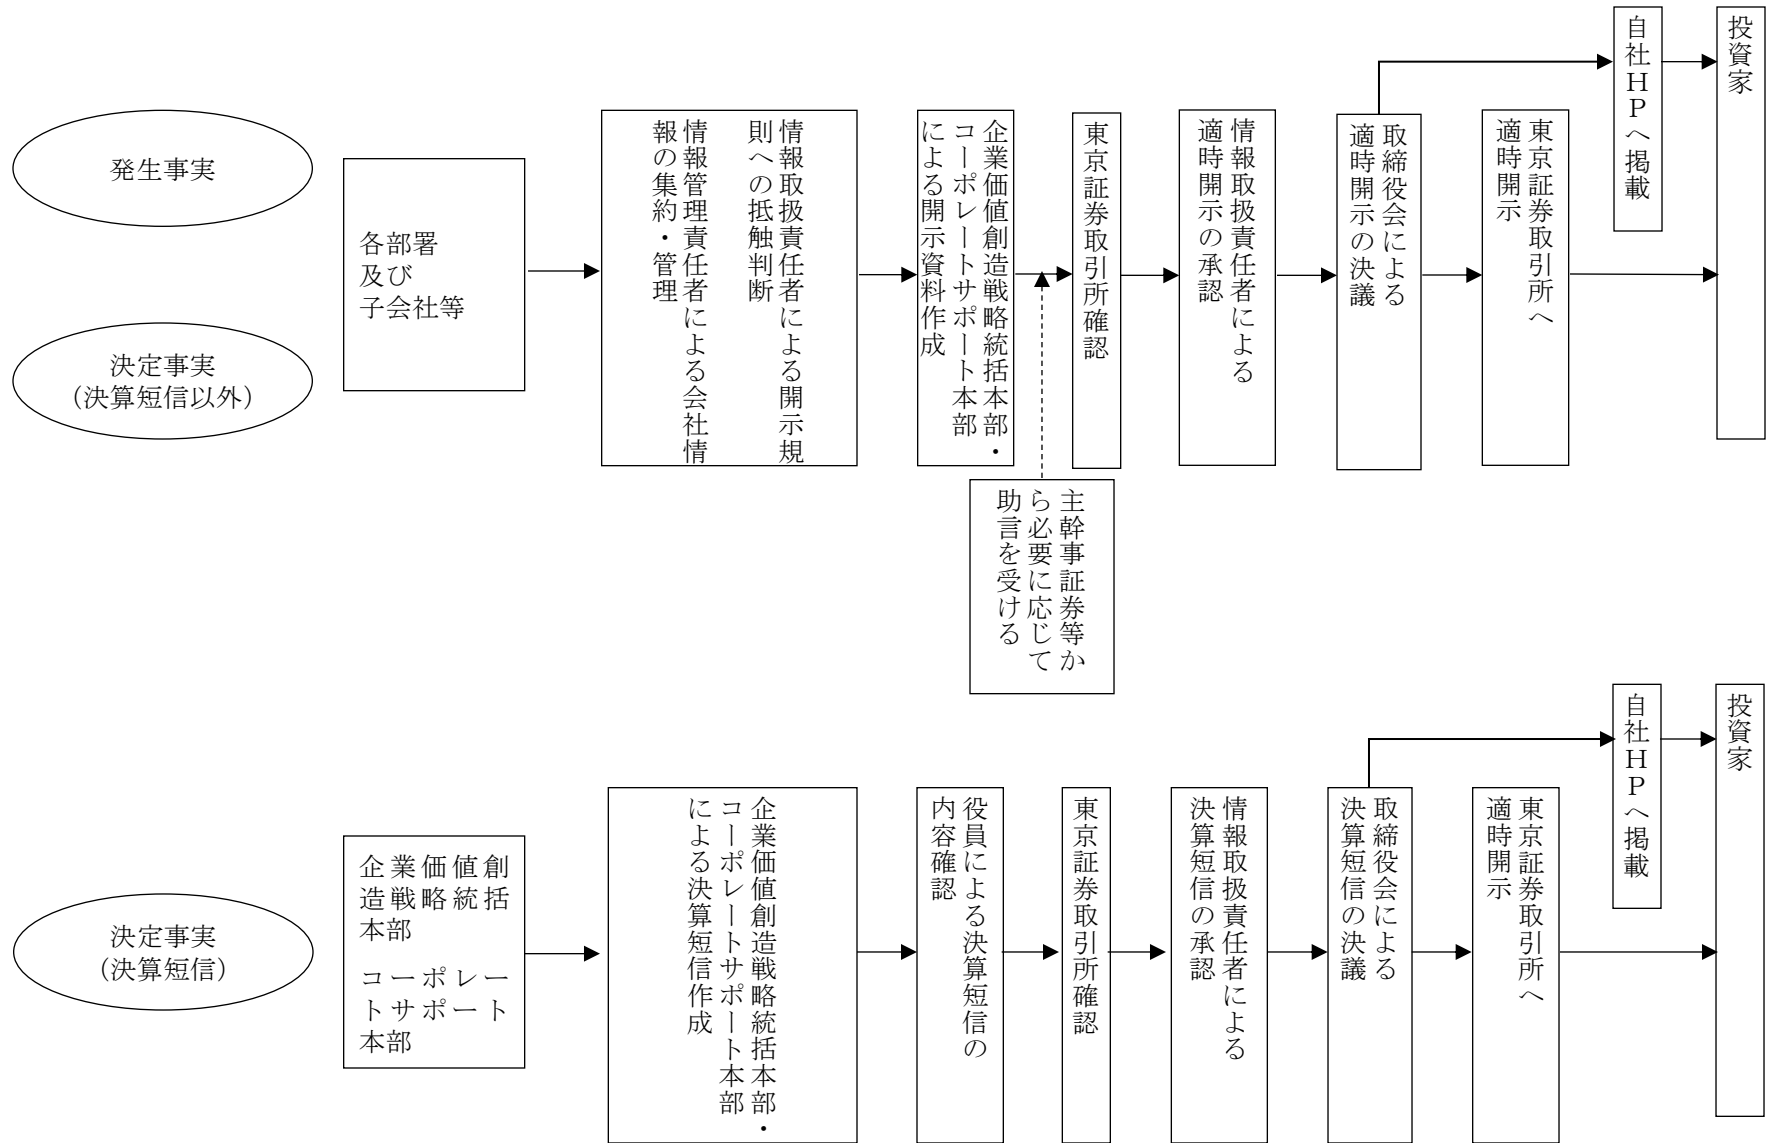 発生事実
決定事実
（決算短信以外）
各部署
及び
子会社等
情報取扱責任者による開示規
則への抵触判断
情報管理責任者による会社情
報の集約・管理
企業価値創造戦略統括本部・
コーポレートサポート本部
による開示資料作成
主幹事証券等か
ら必要に応じて
助言を受ける
東京証券取引所確認
情報取扱責任者による
適時開示の承認
取締役会による
適時開示の決議
東京証券取引所へ
適時開示
自社ＨＰへ掲載
投資家
決定事実
（決算短信）
企業価値創
造戦略統括
本部
コーポレー
トサポート
本部
企業価値創造戦略統括本部・
コーポレートサポート本部
による決算短信作成
役員による決算短信の
内容確認
東京証券取引所確認
情報取扱責任者による
決算短信の承認
取締役会による
決算短信の決議
東京証券取引所へ
適時開示
自社ＨＰへ掲載
投資家